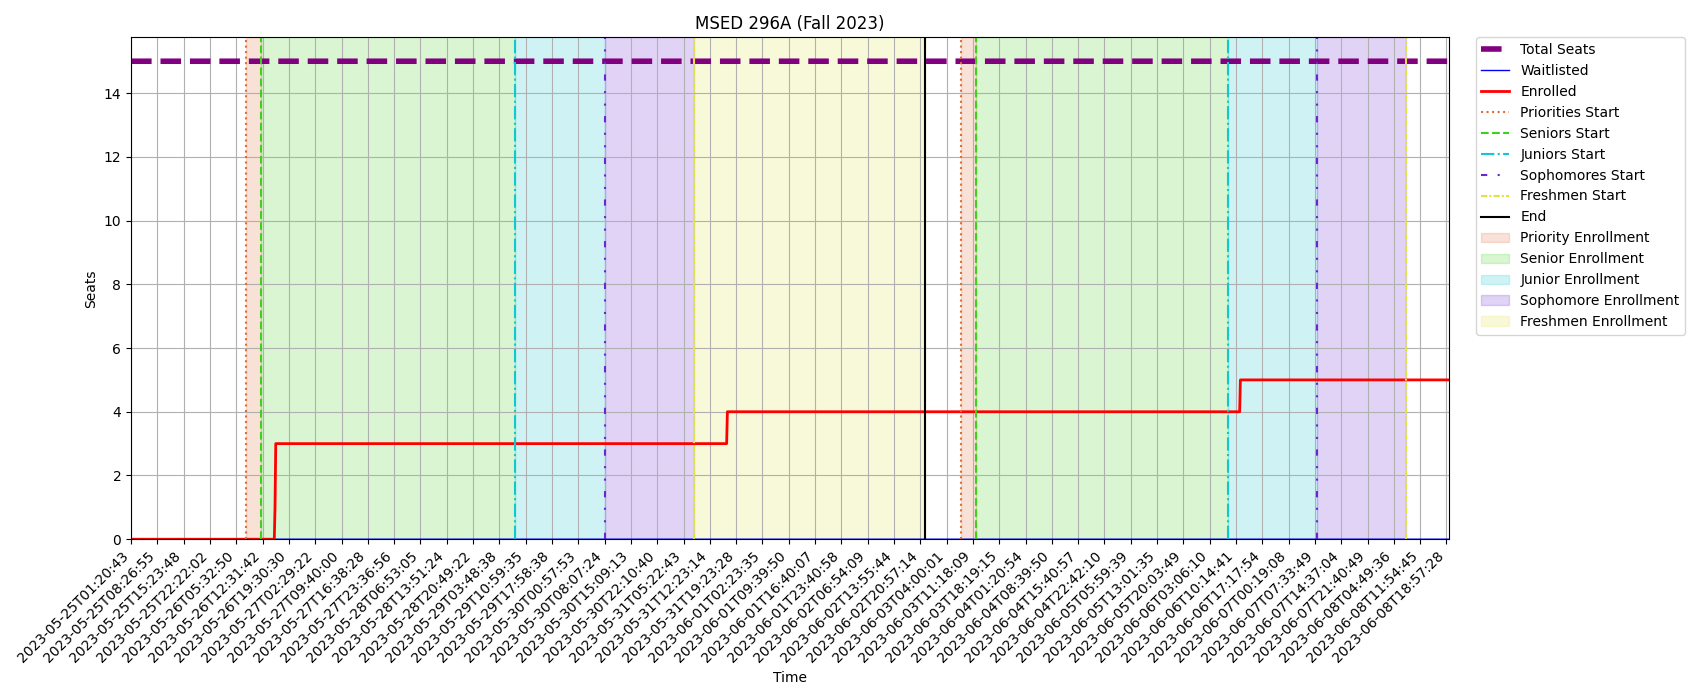 MSED 296A (Fall 2023)
Seats
14
12
10
8
6
4
2
0
2023-05-25T01:20:43
2023-05-25T08:26:55
2023-05-25T15:23:48
2023-05-25T22:22:02
2023-05-26T05:32:50
2023-05-26T12:31:42
2023-05-26T19:30:30
2023-05-27T02:29:22
2023-05-27T09:40:00
2023-05-27T16:38:28
2023-05-27T23:36:56
2023-05-28T06:53:05
2023-05-28T13:51:24
2023-05-28T20:49:22
2023-05-29T03:48:38
2023-05-29T10:59:35
2023-05-29T17:58:38
2023-05-30T00:57:53
2023-05-30T08:07:24
2023-05-30T15:09:13
2023-05-30T22:10:40
2023-05-31T05:22:43
2023-05-31T12:23:14
2023-05-31T19:23:28
2023-06-01T02:23:35
2023-06-01T09:39:50
2023-06-01T16:40:07
2023-06-01T23:40:58
2023-06-02T06:54:09
2023-06-02T13:55:44
2023-06-02T20:57:14
2023-06-03T04:00:01
2023-06-03T11:18:09
2023-06-03T18:19:15
2023-06-04T01:20:54
2023-06-04T08:39:50
2023-06-04T15:40:57
2023-06-04T22:42:10
2023-06-05T05:59:39
2023-06-05T13:01:35
2023-06-05T20:03:49
2023-06-06T03:06:10
2023-06-06T10:14:41
2023-06-06T17:17:54
2023-06-07T00:19:08
2023-06-07T07:33:49
2023-06-07T14:37:04
2023-06-07T21:40:49
2023-06-08T04:49:36
2023-06-08T11:54:45
2023-06-08T18:57:28
Time
Total Seats
Waitlisted
Enrolled
Priorities Start
Seniors Start
Juniors Start
Sophomores Start
Freshmen Start
End
Priority Enrollment
Senior Enrollment
Junior Enrollment
Sophomore Enrollment
Freshmen Enrollment